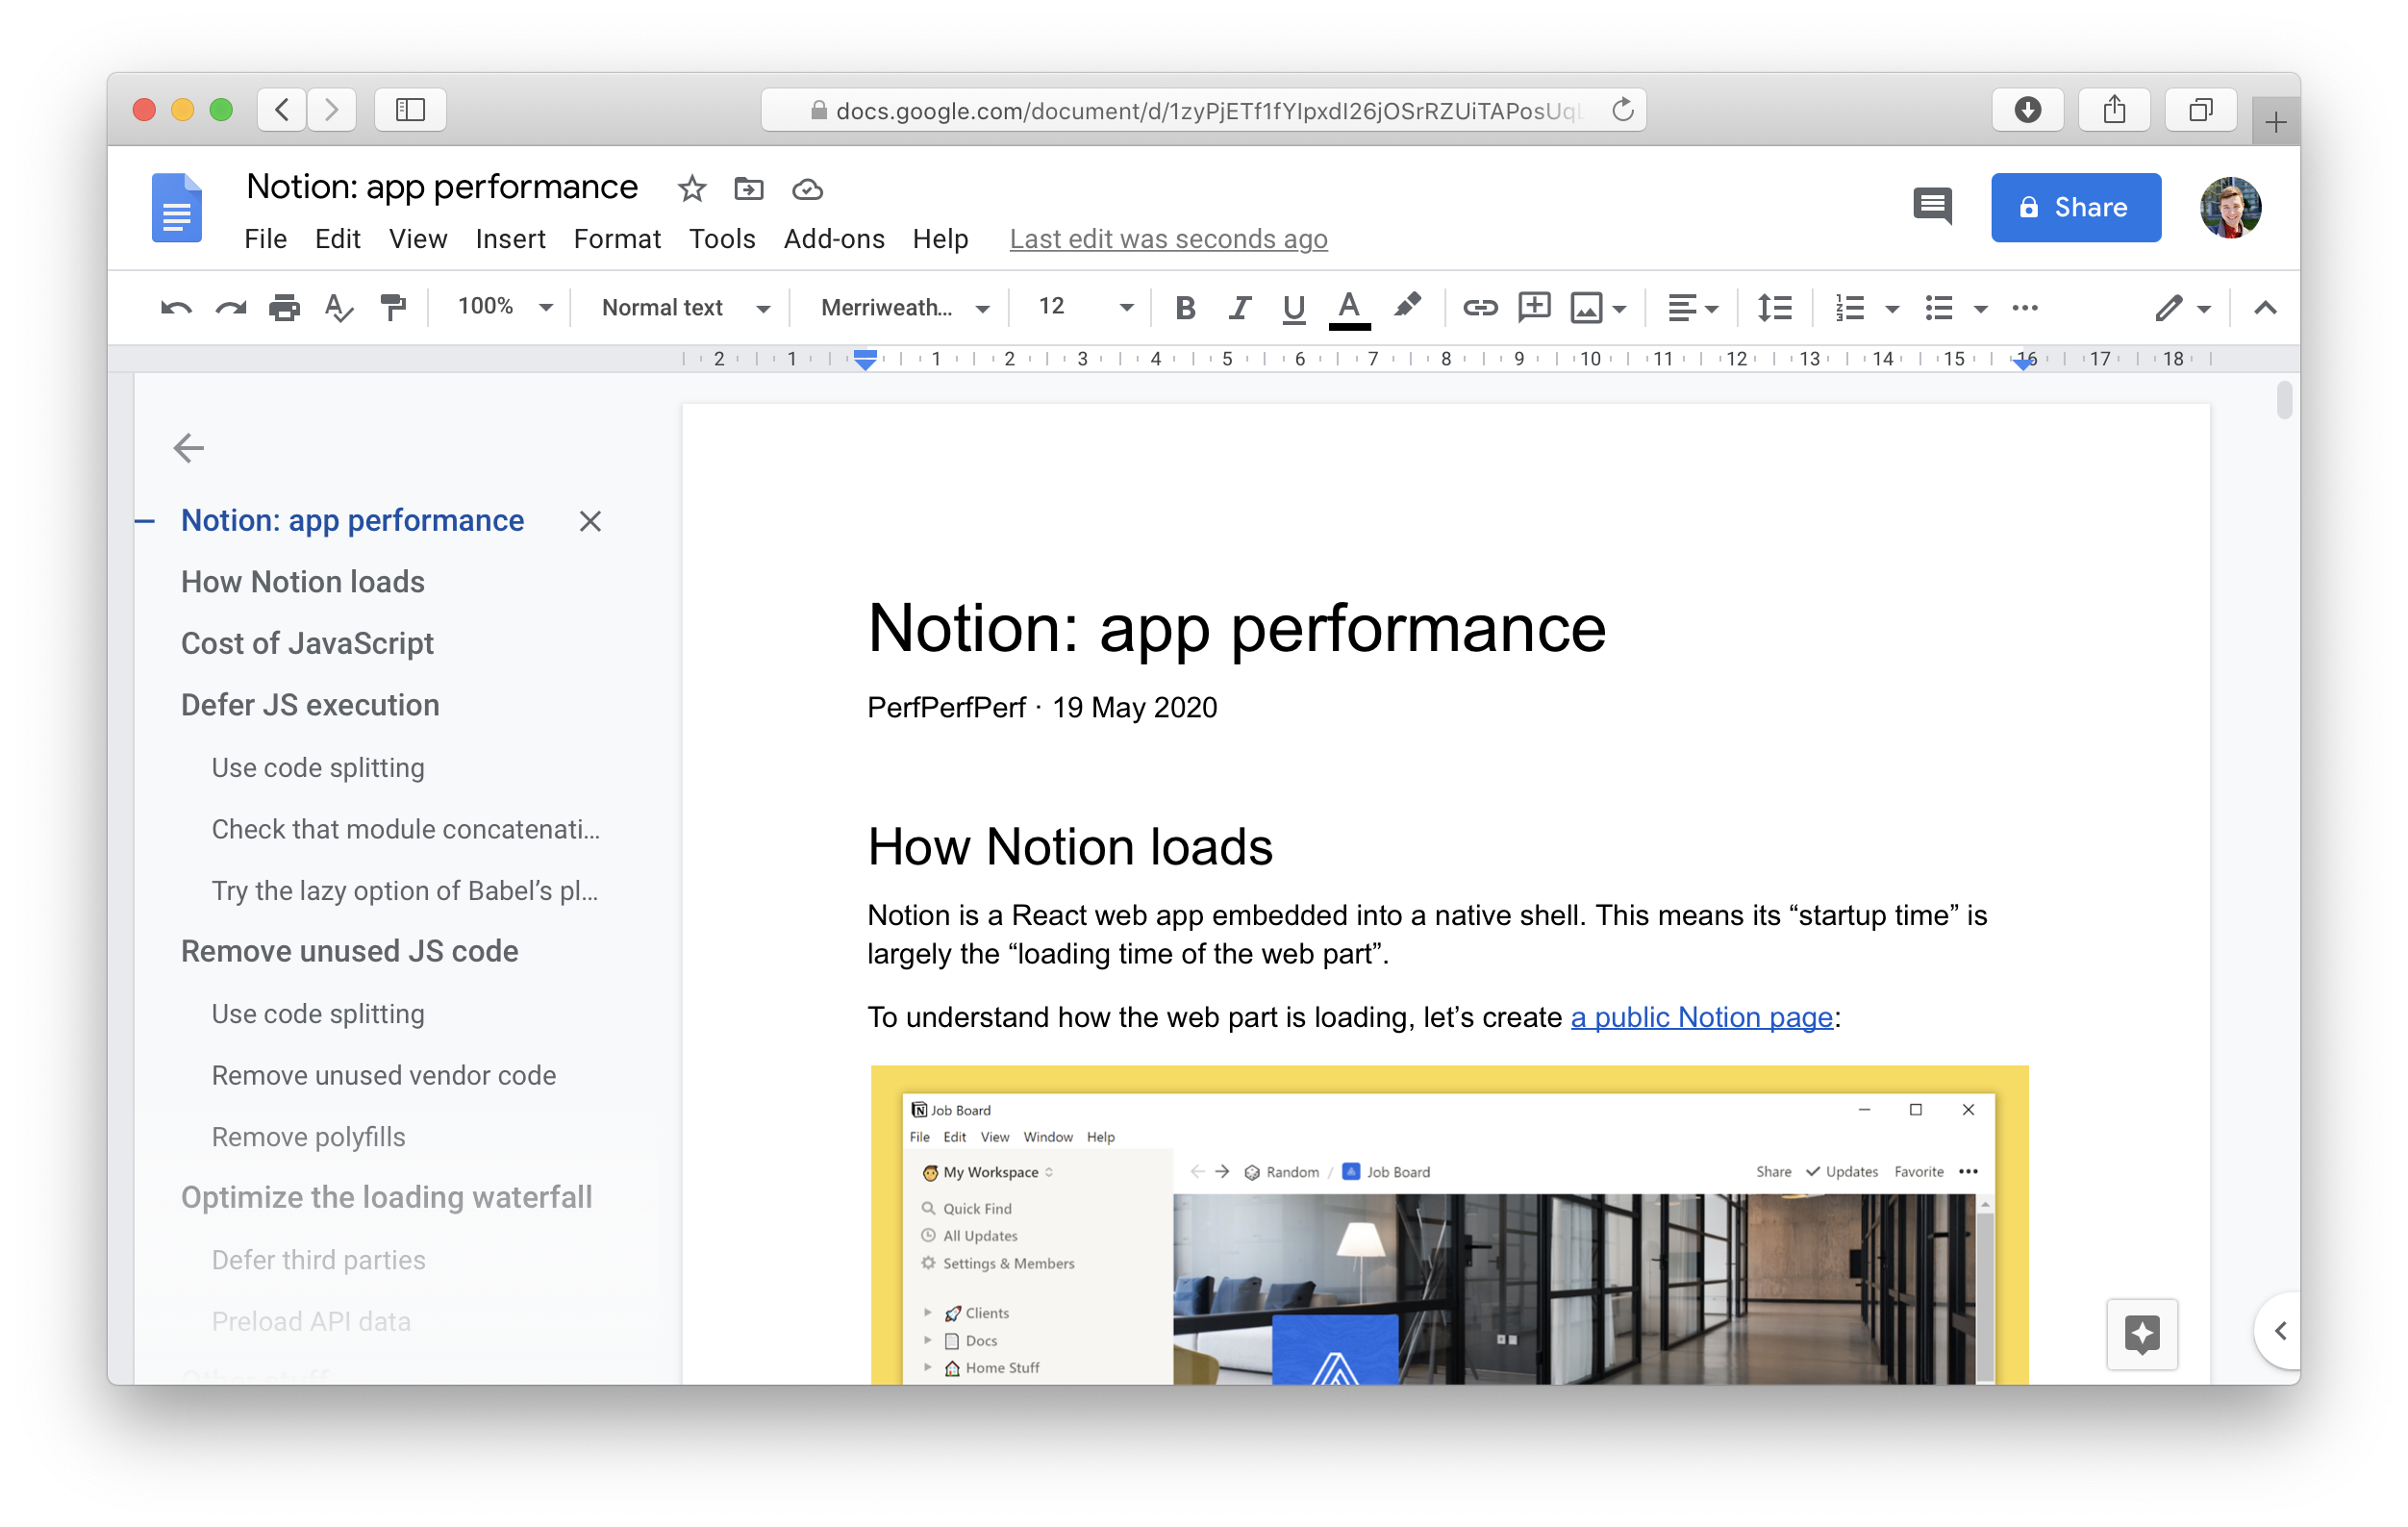 docs.google.com/document/d/1zyPjETf1fYIpxdI26jOSrRZUiTAPosUq
Notion: app performance
File Edit View Insert Format Tools Add-ons Help Last edit was seconds ago
Share
100% Normal text Merriweath... 12
2 1 1 2 3 4 5 6 7 8 9 10 11 12 13 14 15 16 17 18
Notion: app performance
How Notion loads
Cost of JavaScript
Defer JS execution
Use code splitting
Check that module concatenati...
Try the lazy option of Babel’s pl...
Remove unused JS code
Use code splitting
Remove unused vendor code
Remove polyfills
Optimize the loading waterfall
Defer third parties
Preload API data
Other stuff
Notion: app performance
PerfPerfPerf · 19 May 2020
How Notion loads
Notion is a React web app embedded into a native shell. This means its “startup time” is
largely the “loading time of the web part”.
To understand how the web part is loading, let’s create a public Notion page:
Job Board
File Edit View Window Help
My Workspace
Random / Job Board
Share Updates Favorite
Quick Find
All Updates
Settings & Members
Clients
Docs
Home Stuff